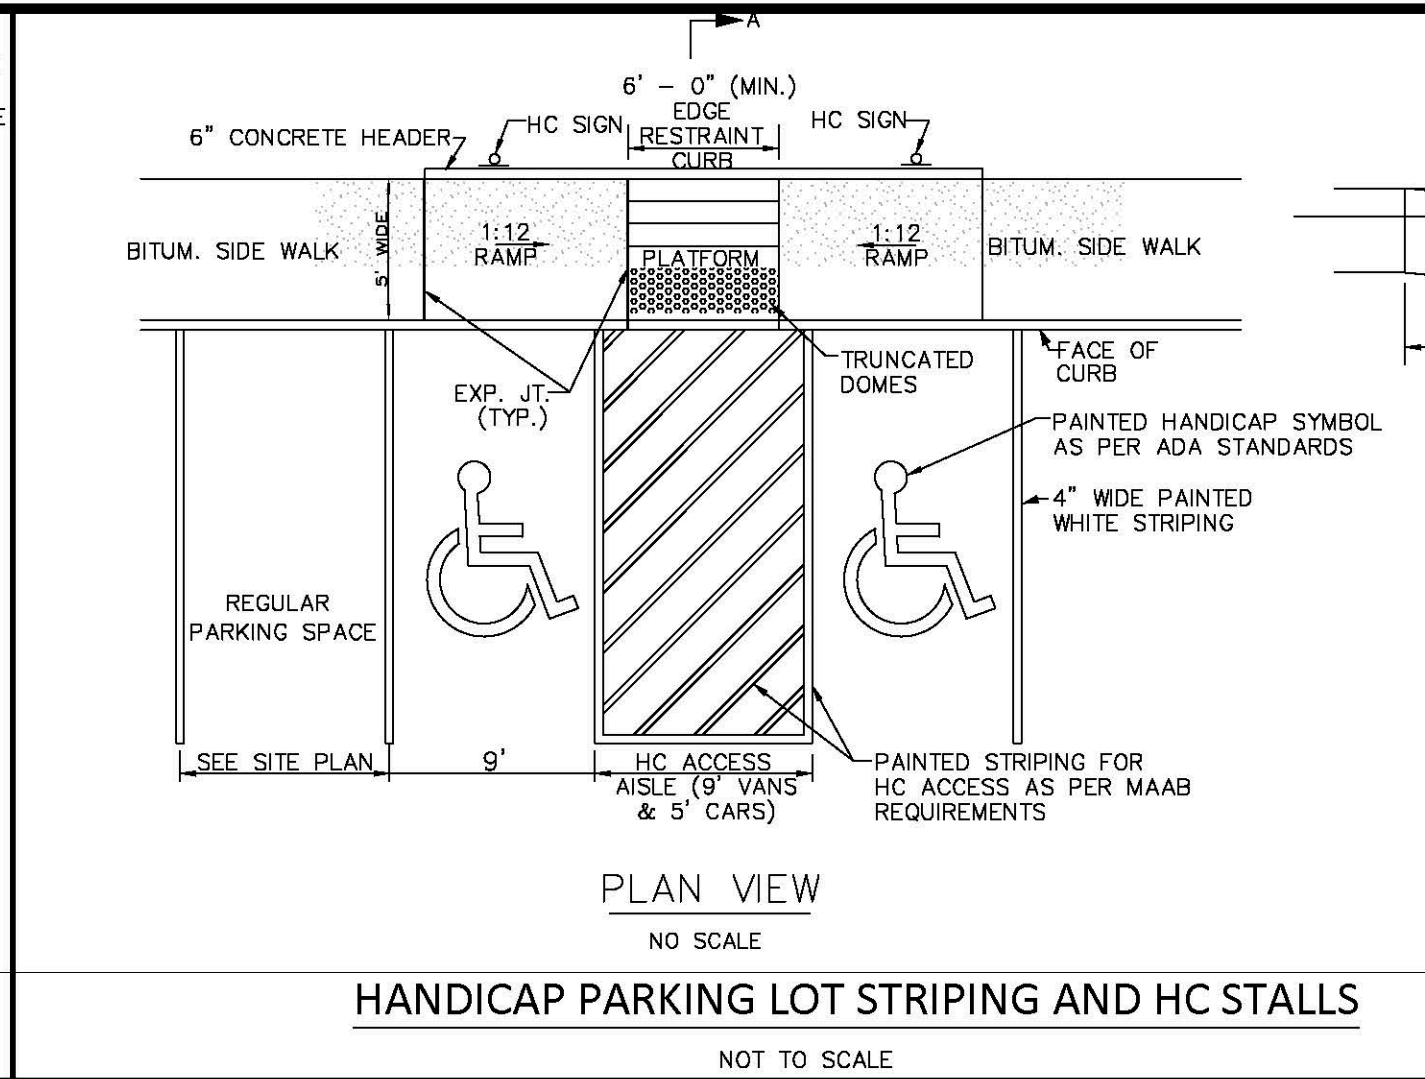 A
6' - 0" (MIN.)
EDGE
RESTRAINT
CURB
HC SIGN
HC SIGN
6" CONCRETE HEADER
E
5' WIDE
1:12
RAMP
1:12
RAMP
BITUM. SIDE WALK
PLATFORM
BITUM. SIDE WALK
TRUNCATED
DOMES
FACE OF
CURB
EXP. JT.
(TYP.)
PAINTED HANDICAP SYMBOL
AS PER ADA STANDARDS
4" WIDE PAINTED
WHITE STRIPING
REGULAR
PARKING SPACE
SEE SITE PLAN
9'
HC ACCESS
AISLE (9' VANS
& 5' CARS)
PAINTED STRIPING FOR
HC ACCESS AS PER MAAB
REQUIREMENTS
PLAN VIEW
NO SCALE
HANDICAP PARKING LOT STRIPING AND HC STALLS
NOT TO SCALE